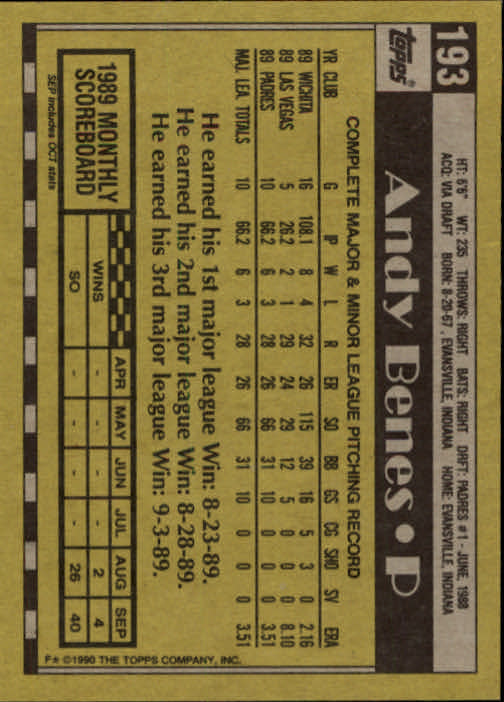 193
topps®
HT: 6'6" WT: 235 THROWS: RIGHT BATS: RIGHT DRFT: PADRES #1-JUNE, 1988
ACQ: VIA DRAFT BORN: 8-20-67, EVANSVILLE, INDIANA HOME: EVANSVILLE, INDIANA
Andy Benes • P
COMPLETE MAJOR & MINOR LEAGUE PITCHING RECORD
YR CLUB G IP W L R ER SO BB GS CG SHO SV ERA
89 WICHITA 16 108.1 8 4 32 26 115 39 16 5 3 0 2.16
89 LAS VEGAS 5 26.2 2 1 29 24 29 12 5 0 0 0 8.10
89 PADRES 10 66.2 6 3 28 26 66 31 10 0 0 0 3.51
MAJ. LEA. TOTALS 10 66.2 6 3 28 26 66 31 10 0 0 0 3.51
He earned his 1st major league Win: 8-23-89.
He earned his 2nd major league Win: 8-28-89.
He earned his 3rd major league Win: 9-3-89.
1989 MONTHLY
SCOREBOARD
SEP includes OCT stats
APR MAY JUN JUL AUG SEP
WINS - - - - 2 4
SO - - - - 26 40
F* ©1990 THE TOPPS COMPANY, INC.